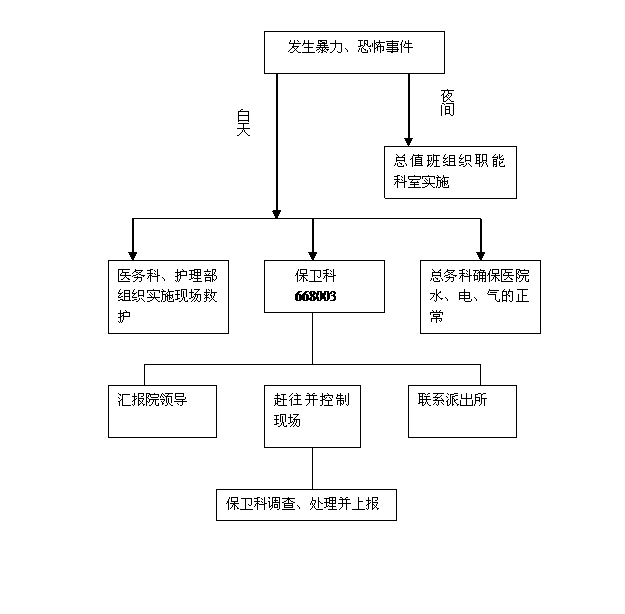 发生暴力、恐怖事件
白天
夜间
总值班组织职能
科室实施
医务科、护理部
组织实施现场救
护
保卫科
668003
总务科确保医院
水、电、气的正
常
汇报院领导
赶往并控制
现场
联系派出所
保卫科调查、处理并上报